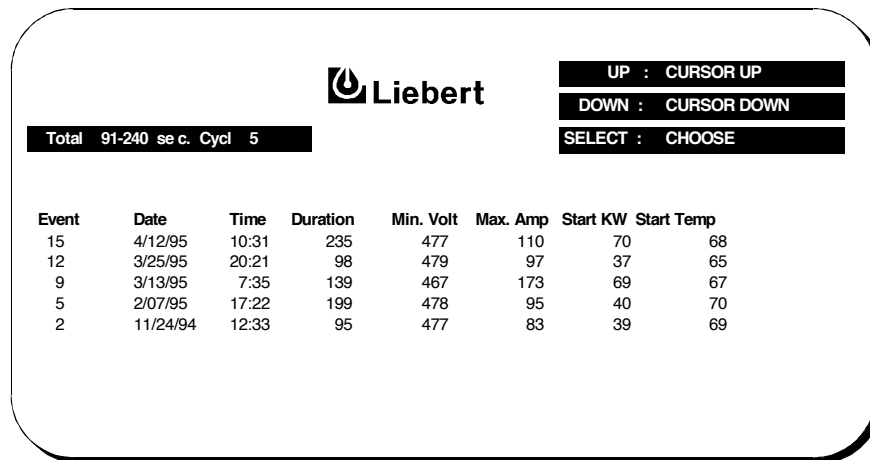 Liebert
UP : CURSOR UP
DOWN : CURSOR DOWN
SELECT : CHOOSE
Total 91-240 se c. Cycl 5
Event Date Time Duration Min. Volt Max. Amp Start KW Start Temp
15 4/12/95 10:31 235 477 110 70 68
12 3/25/95 20:21 98 479 97 37 65
9 3/13/95 7:35 139 467 173 69 67
5 2/07/95 17:22 199 478 95 40 70
2 11/24/94 12:33 95 477 83 39 69